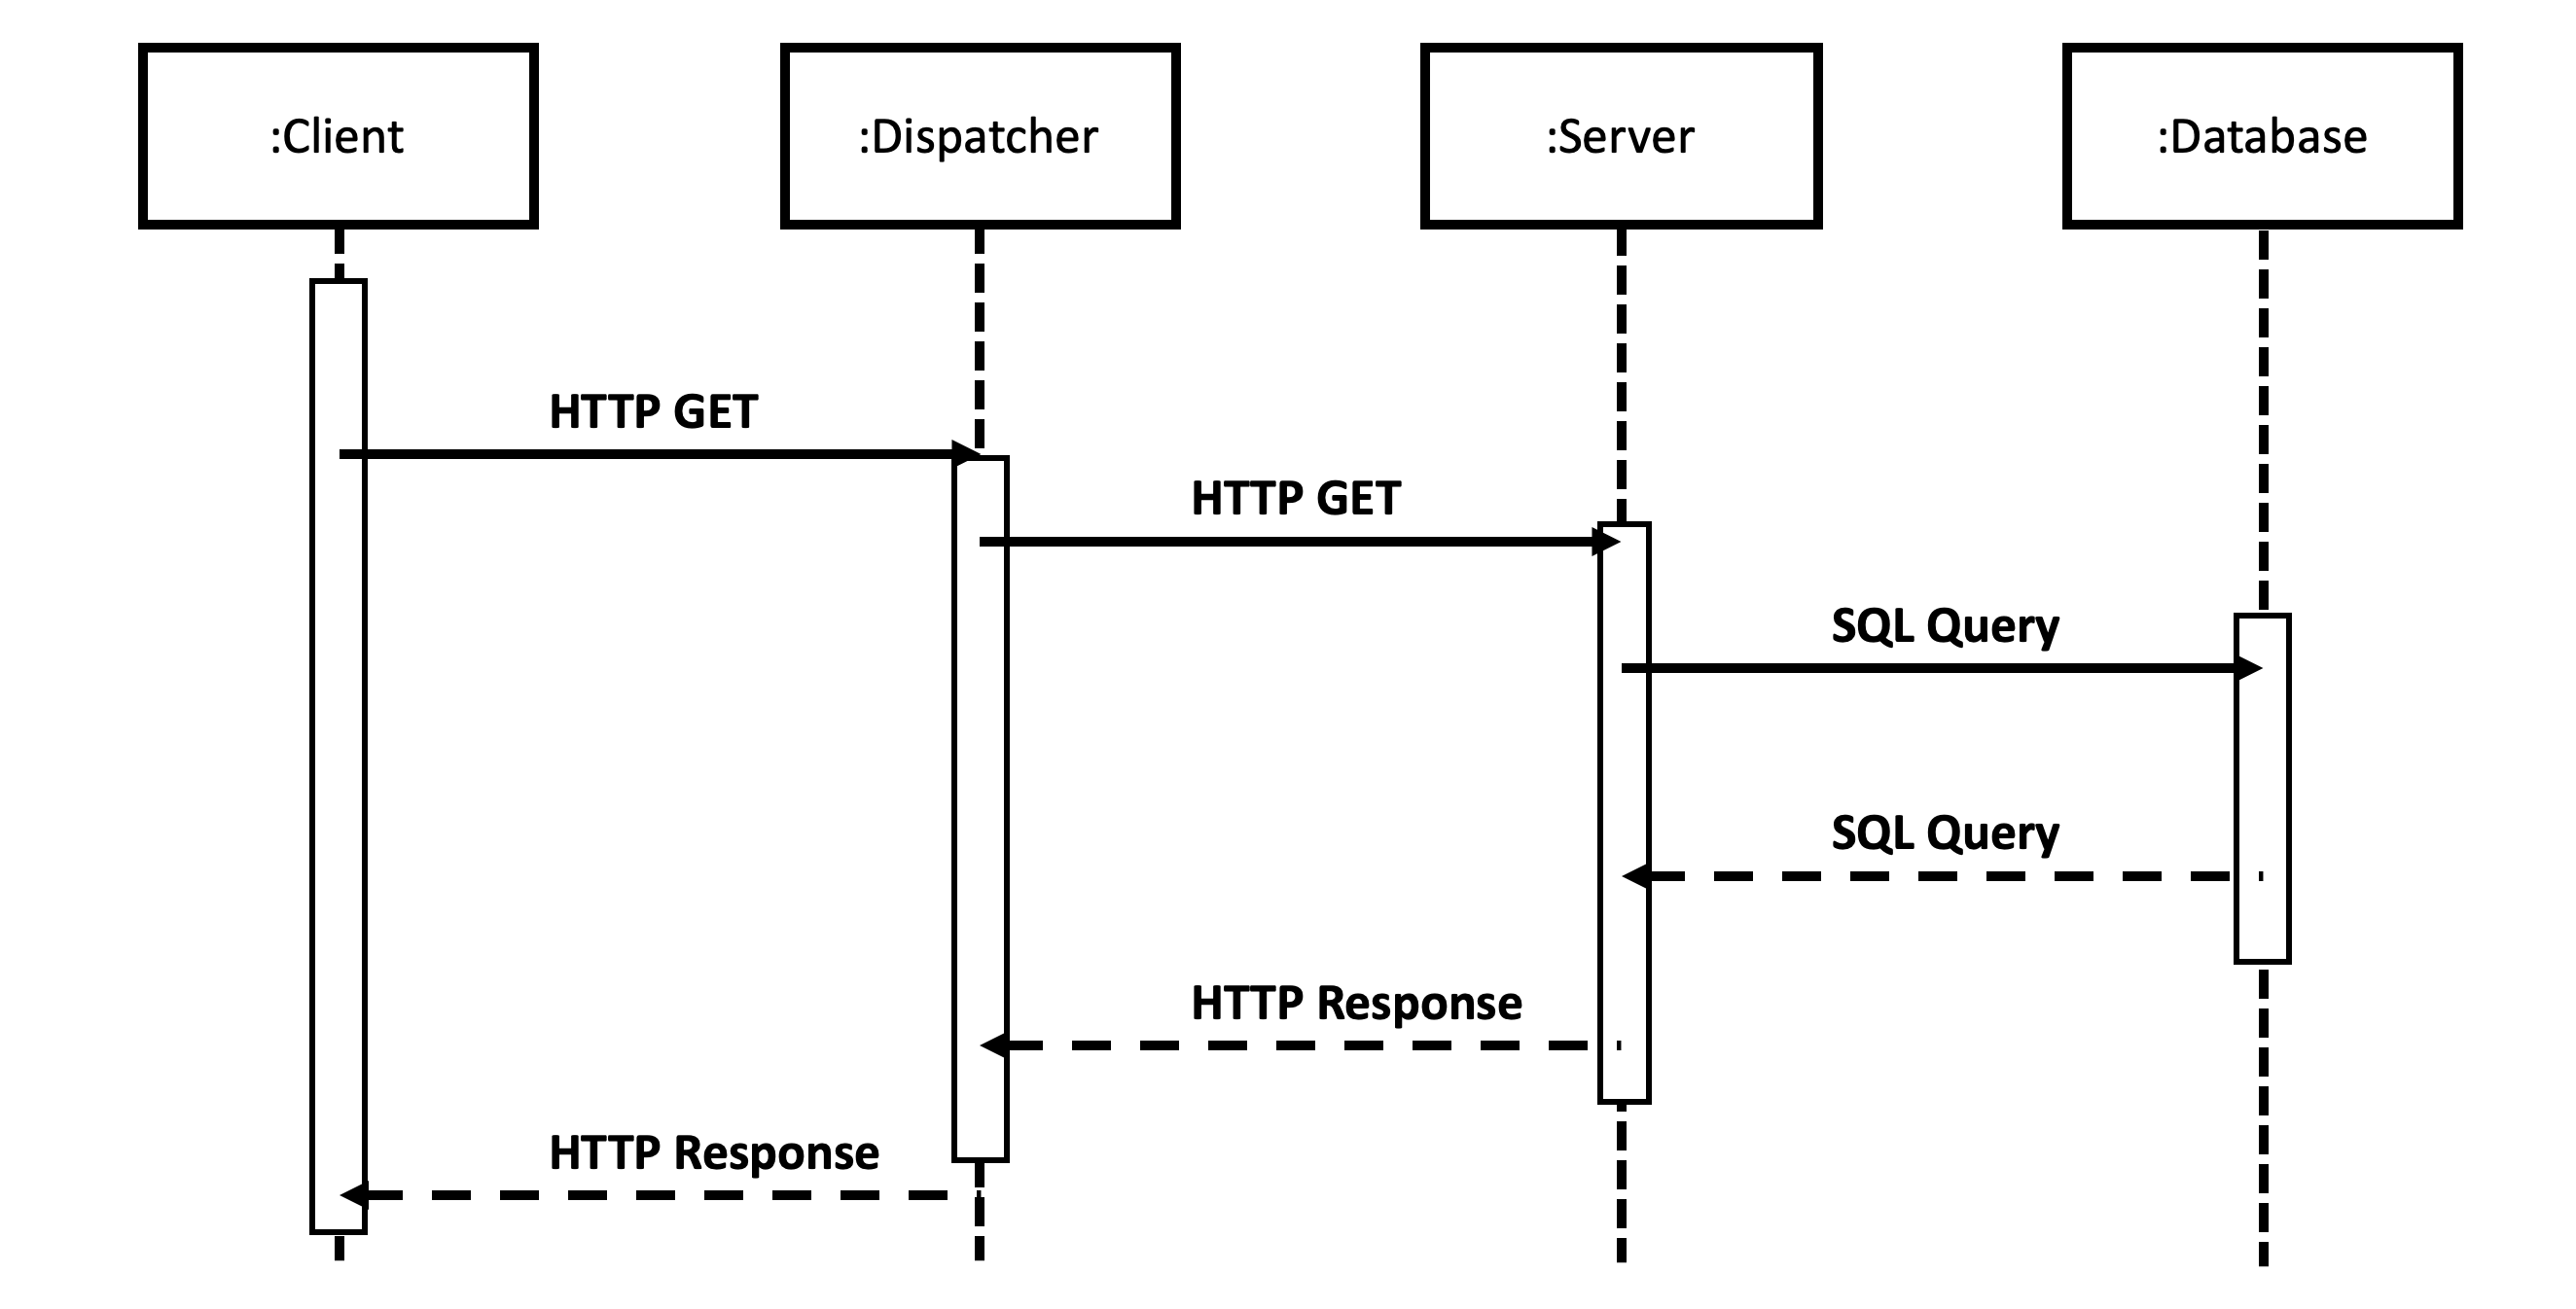 :Client
:Dispatcher
:Server
:Database
HTTP GET
HTTP GET
SQL Query
SQL Query
HTTP Response
HTTP Response